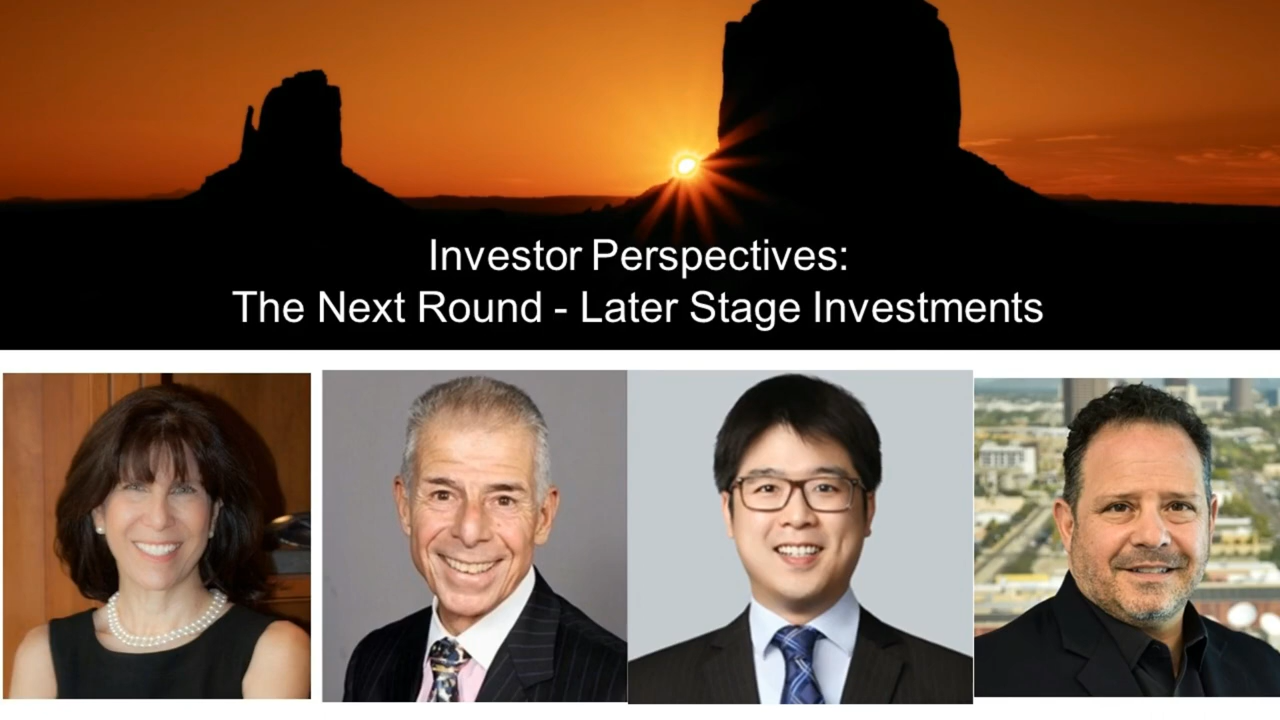 Investor Perspectives:
The Next Round - Later Stage Investments